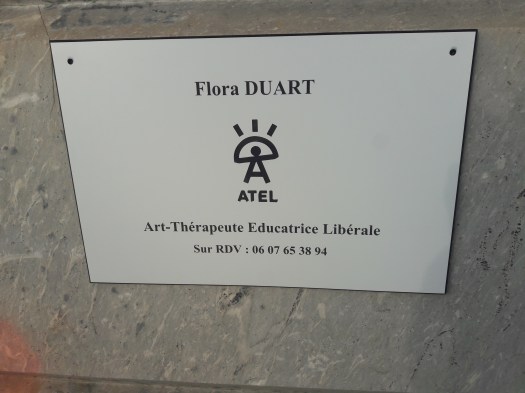 Flora DUART
ATEL
Art-Thérapeute Educatrice Libérale
Sur RDV : 06 07 65 38 94